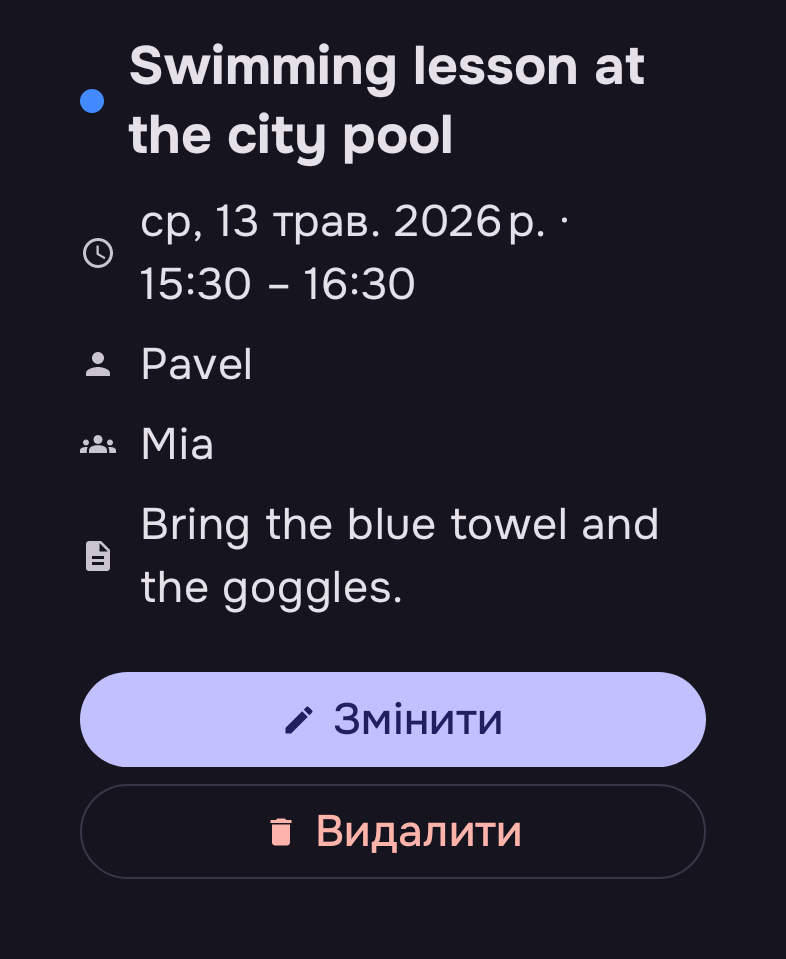 Swimming lesson at
the city pool
ср, 13 трав. 2026 р. ·
15:30 – 16:30
Pavel
Mia
Bring the blue towel and
the goggles.
Змінити
Видалити